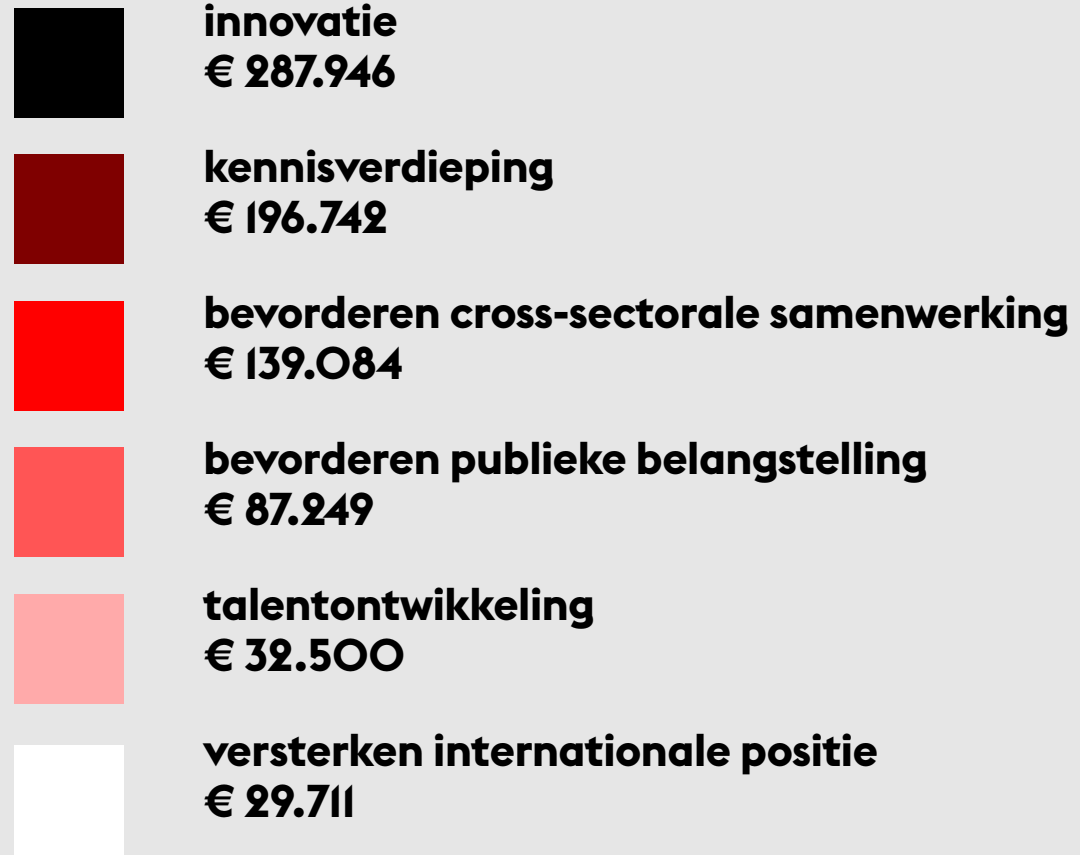 innovatie
€ 287.946
kennisverdieping
€ 196.742
bevorderen cross-sectorale samenwerking
€ 139.084
bevorderen publieke belangstelling
€ 87.249
talentontwikkeling
€ 32.500
versterken internationale positie
€ 29.711